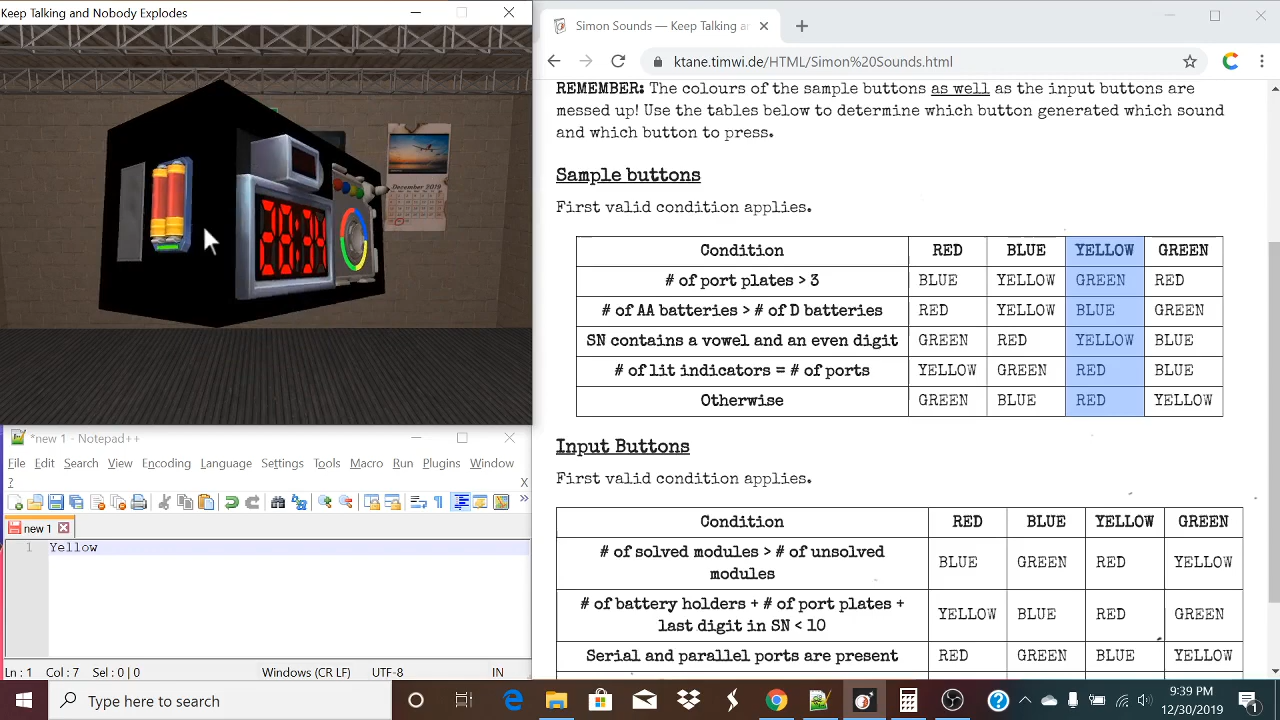 Keep Talking and Nobody Explodes
December 2019
*new 1 - Notepad++
File Edit Search View Encoding Language Settings Tools Macro Run Plugins Window
?
X
new 1
1 Yellow
Ln : 1 Col : 7 Sel : 0 | 0 Windows (CR LF) UTF-8 IN
Simon Sounds — Keep Talking an
ktane.timwi.de/HTML/Simon%20Sounds.html
REMEMBER: The colours of the sample buttons as well as the input buttons are
messed up! Use the tables below to determine which button generated which sound
and which button to press.
Sample buttons
First valid condition applies.
Condition RED BLUE YELLOW GREEN
# of port plates > 3 BLUE YELLOW GREEN RED
# of AA batteries > # of D batteries RED YELLOW BLUE GREEN
SN contains a vowel and an even digit GREEN RED YELLOW BLUE
# of lit indicators = # of ports YELLOW GREEN RED BLUE
Otherwise GREEN BLUE RED YELLOW
Input Buttons
First valid condition applies.
Condition RED BLUE YELLOW GREEN
# of solved modules > # of unsolved
modules BLUE GREEN RED YELLOW
# of battery holders + # of port plates +
last digit in SN < 10 YELLOW BLUE RED GREEN
Serial and parallel ports are present RED GREEN BLUE YELLOW
Type here to search
9:39 PM
12/30/2019
1